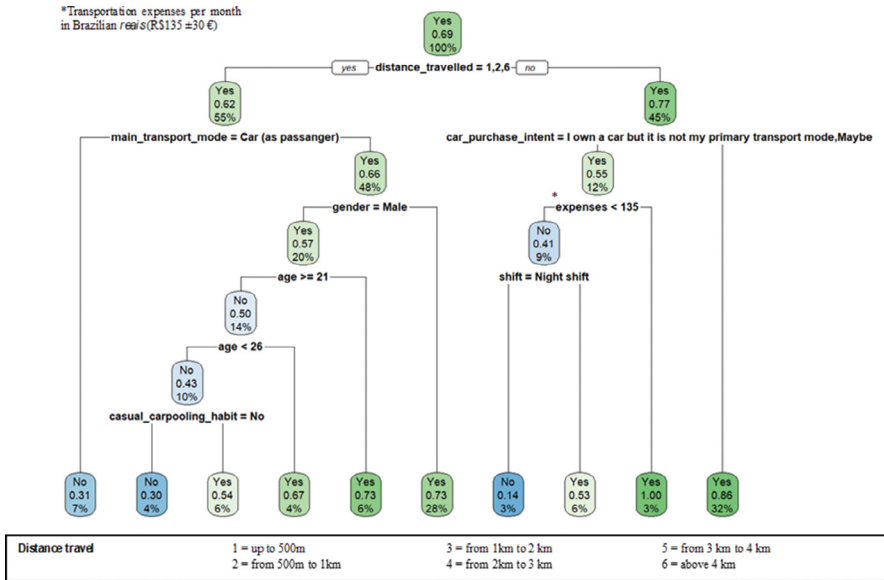 *Transportation expenses per month
in Brazilian reais(R$135 ±30 €)
Yes
0.69
100%
yes
distance_travelled = 1,2,6
no
Yes
0.62
55%
Yes
0.77
45%
main_transport_mode = Car (as passanger)
car_purchase_intent = I own a car but it is not my primary transport mode,Maybe
Yes
0.66
48%
Yes
0.55
12%
gender = Male
*
expenses < 135
Yes
0.57
20%
No
0.41
9%
age >= 21
shift = Night shift
No
0.50
14%
age < 26
No
0.43
10%
casual_carpooling_habit = No
No
0.31
7%
No
0.30
4%
Yes
0.54
6%
Yes
0.67
4%
Yes
0.73
6%
Yes
0.73
28%
No
0.14
3%
Yes
0.53
6%
Yes
1.00
3%
Yes
0.86
32%
Distance travel
1 = up to 500m
2 = from 500m to 1km
3 = from 1km to 2 km
4 = from 2km to 3 km
5 = from 3 km to 4 km
6 = above 4 km